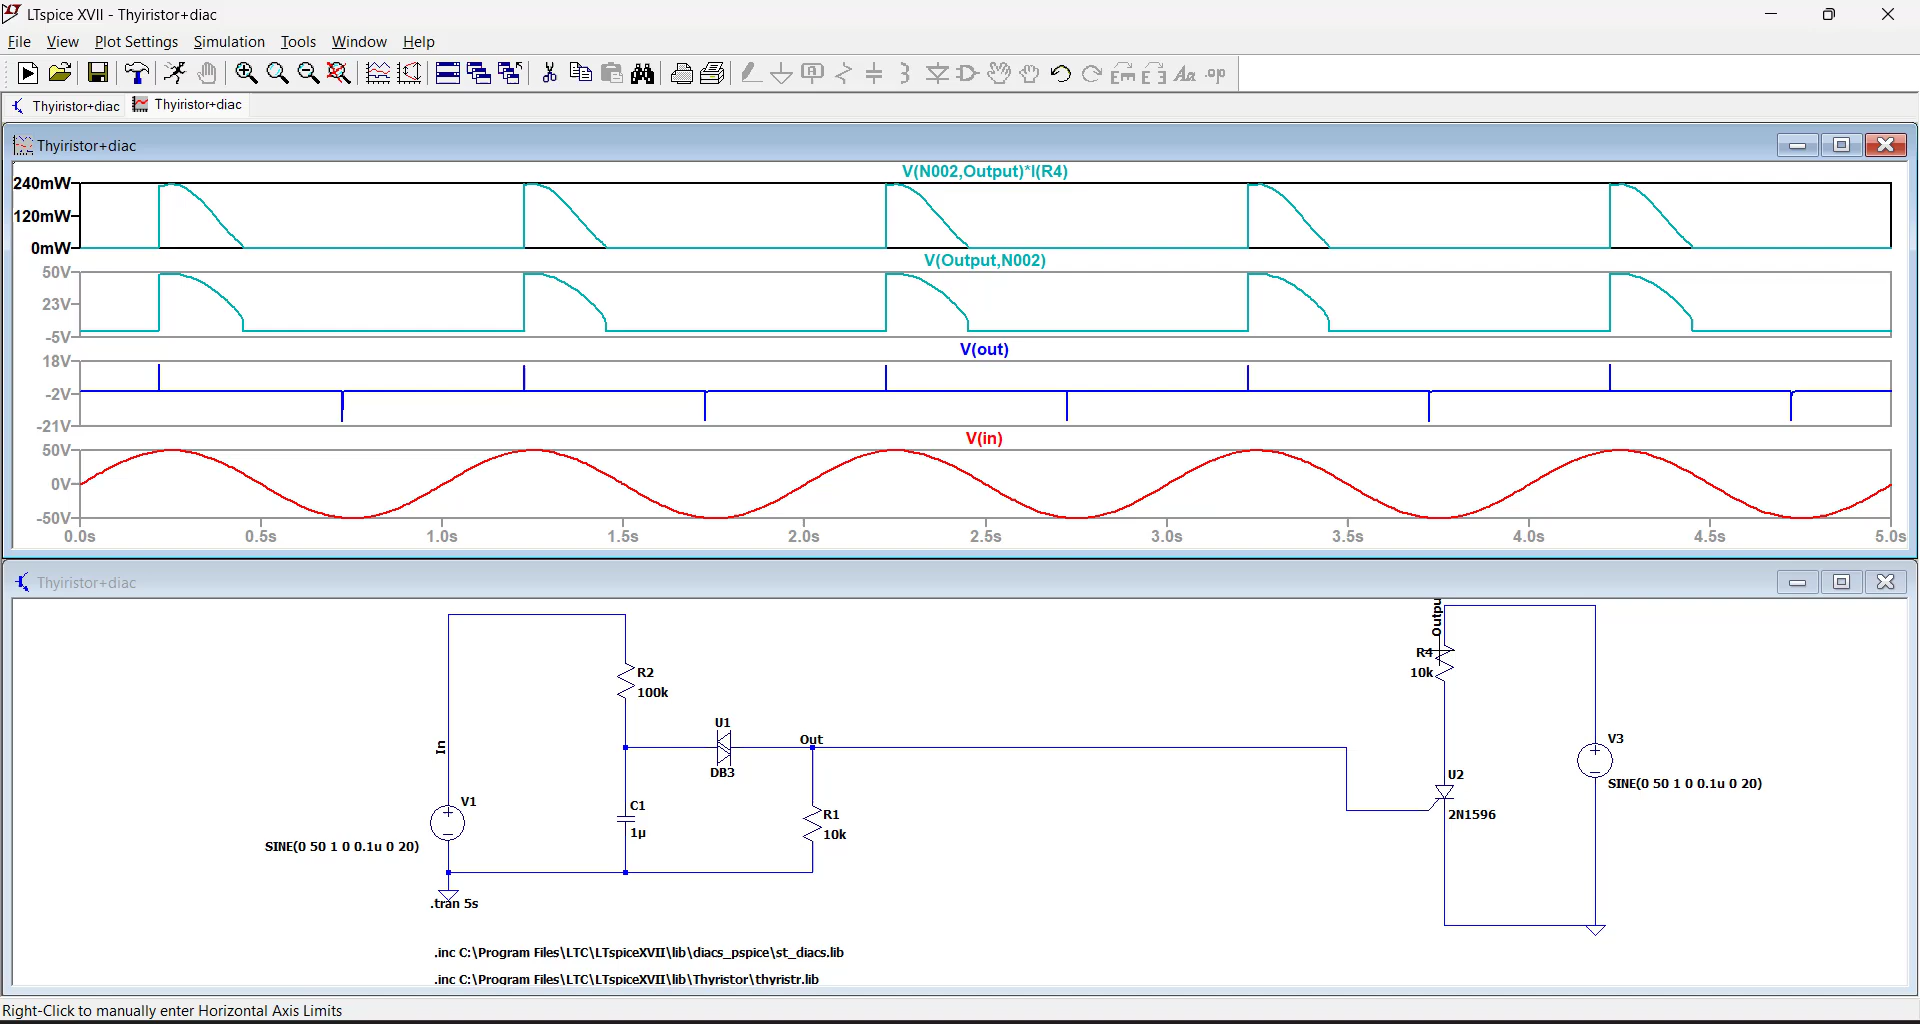 LTspice XVII - Thyiristor+diac
File View Plot Settings Simulation Tools Window Help
Thyiristor+diac Thyiristor+diac
Thyiristor+diac
V(N002,Output)*I(R4)
240mW
120mW
0mW
V(Output,N002)
50V
23V
-5V
V(out)
18V
-2V
-21V
V(in)
50V
0V
-50V
0.0s 0.5s 1.0s 1.5s 2.0s 2.5s 3.0s 3.5s 4.0s 4.5s 5.0s
Thyiristor+diac
In
V1
SINE(0 50 1 0 0.1u 0 20)
.tran 5s
R2
100k
C1
1µ
U1
DB3
Out
R1
10k
Outpu
R4
10k
U2
2N1596
V3
SINE(0 50 1 0 0.1u 0 20)
.inc C:\Program Files\LTC\LTspiceXVII\lib\diacs_pspice\st_diacs.lib
.inc C:\Program Files\LTC\LTspiceXVII\lib\Thyristor\thyristr.lib
Right-Click to manually enter Horizontal Axis Limits